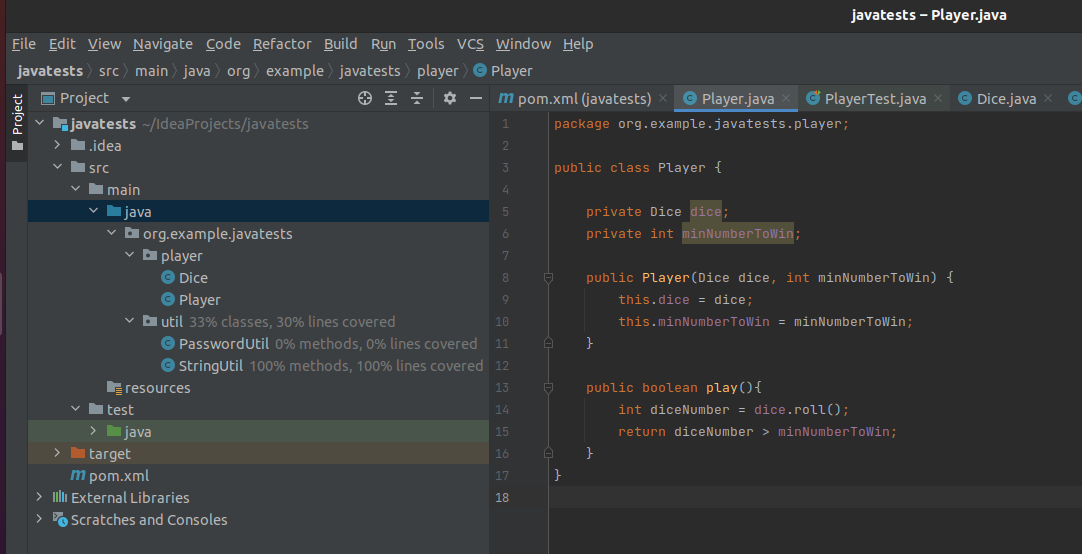 javatests – Player.java
File Edit View Navigate Code Refactor Build Run Tools VCS Window Help
javatests src main java org example javatests player Player
Project
Project
pom.xml (javatests) Player.java PlayerTest.java Dice.java
javatests ~/IdeaProjects/javatests
.idea
src
main
java
org.example.javatests
player
Dice
Player
util 33% classes, 30% lines covered
PasswordUtil 0% methods, 0% lines covered
StringUtil 100% methods, 100% lines covered
resources
test
java
target
pom.xml
External Libraries
Scratches and Consoles
1 package org.example.javatests.player;
2
3 public class Player {
4
5 private Dice dice;
6 private int minNumberToWin;
7
8 public Player(Dice dice, int minNumberToWin) {
9 this.dice = dice;
10 this.minNumberToWin = minNumberToWin;
11 }
12
13 public boolean play(){
14 int diceNumber = dice.roll();
15 return diceNumber > minNumberToWin;
16 }
17 }
18